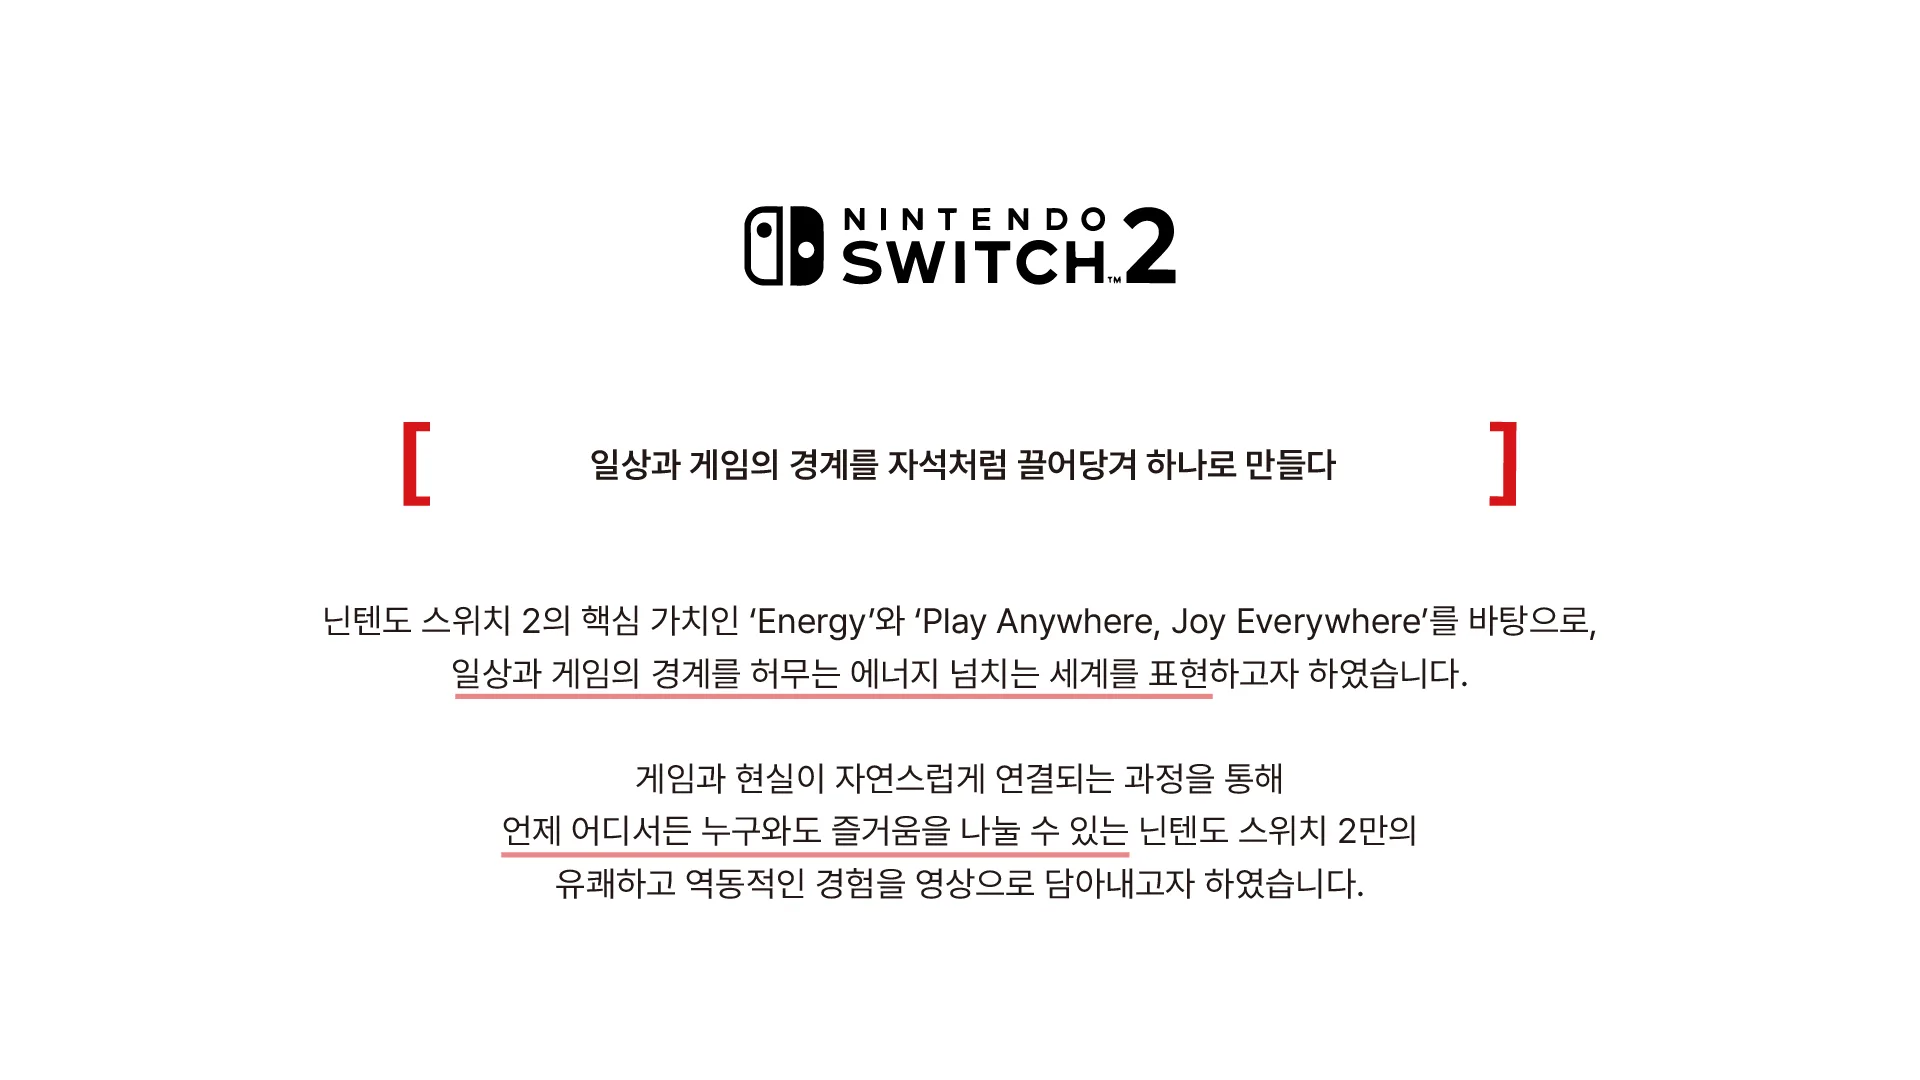 NINTENDO
SWITCH™2
[ 일상과 게임의 경계를 자석처럼 끌어당겨 하나로 만들다 ]
닌텐도 스위치 2의 핵심 가치인 ‘Energy’와 ‘Play Anywhere, Joy Everywhere’를 바탕으로,
일상과 게임의 경계를 허무는 에너지 넘치는 세계를 표현하고자 하였습니다.
게임과 현실이 자연스럽게 연결되는 과정을 통해
언제 어디서든 누구와도 즐거움을 나눌 수 있는 닌텐도 스위치 2만의
유쾌하고 역동적인 경험을 영상으로 담아내고자 하였습니다.